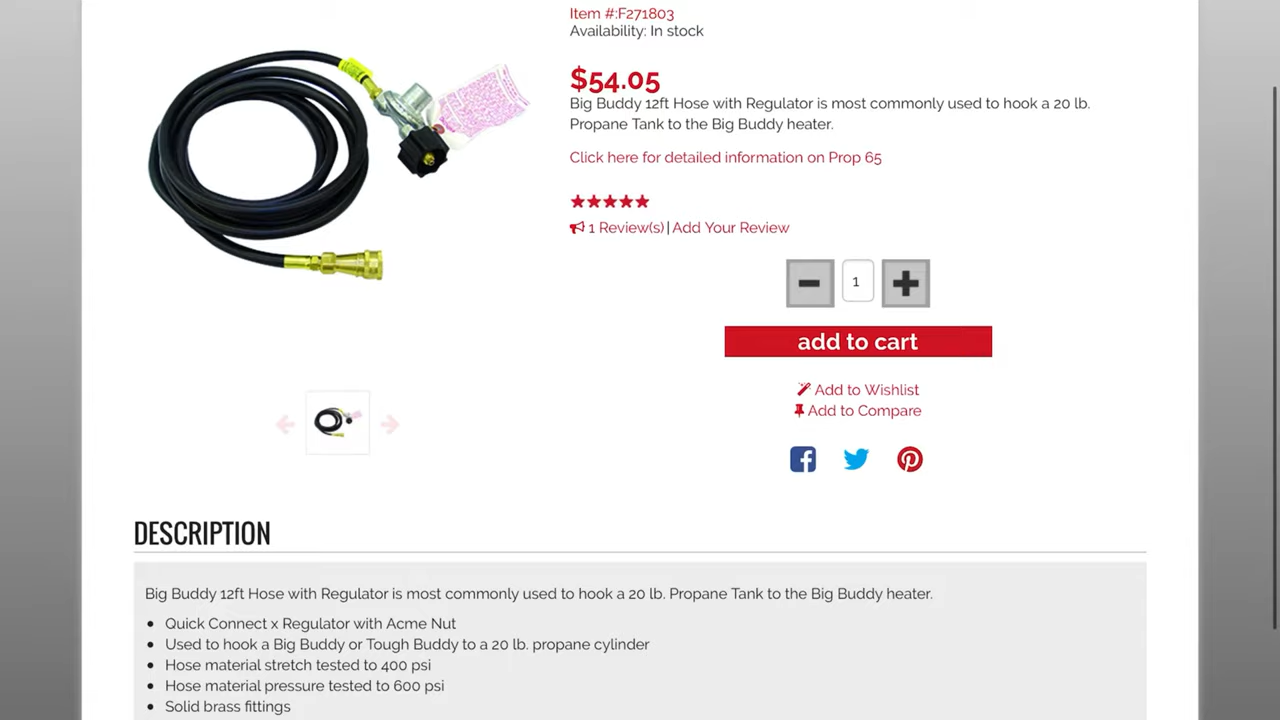 Item #:F271803
Availability: In stock
$54.05
Big Buddy 12ft Hose with Regulator is most commonly used to hook a 20 lb.
Propane Tank to the Big Buddy heater.
Click here for detailed information on Prop 65
1 Review(s) | Add Your Review
1
add to cart
Add to Wishlist
Add to Compare
DESCRIPTION
Big Buddy 12ft Hose with Regulator is most commonly used to hook a 20 lb. Propane Tank to the Big Buddy heater.
Quick Connect x Regulator with Acme Nut
Used to hook a Big Buddy or Tough Buddy to a 20 lb. propane cylinder
Hose material stretch tested to 400 psi
Hose material pressure tested to 600 psi
Solid brass fittings